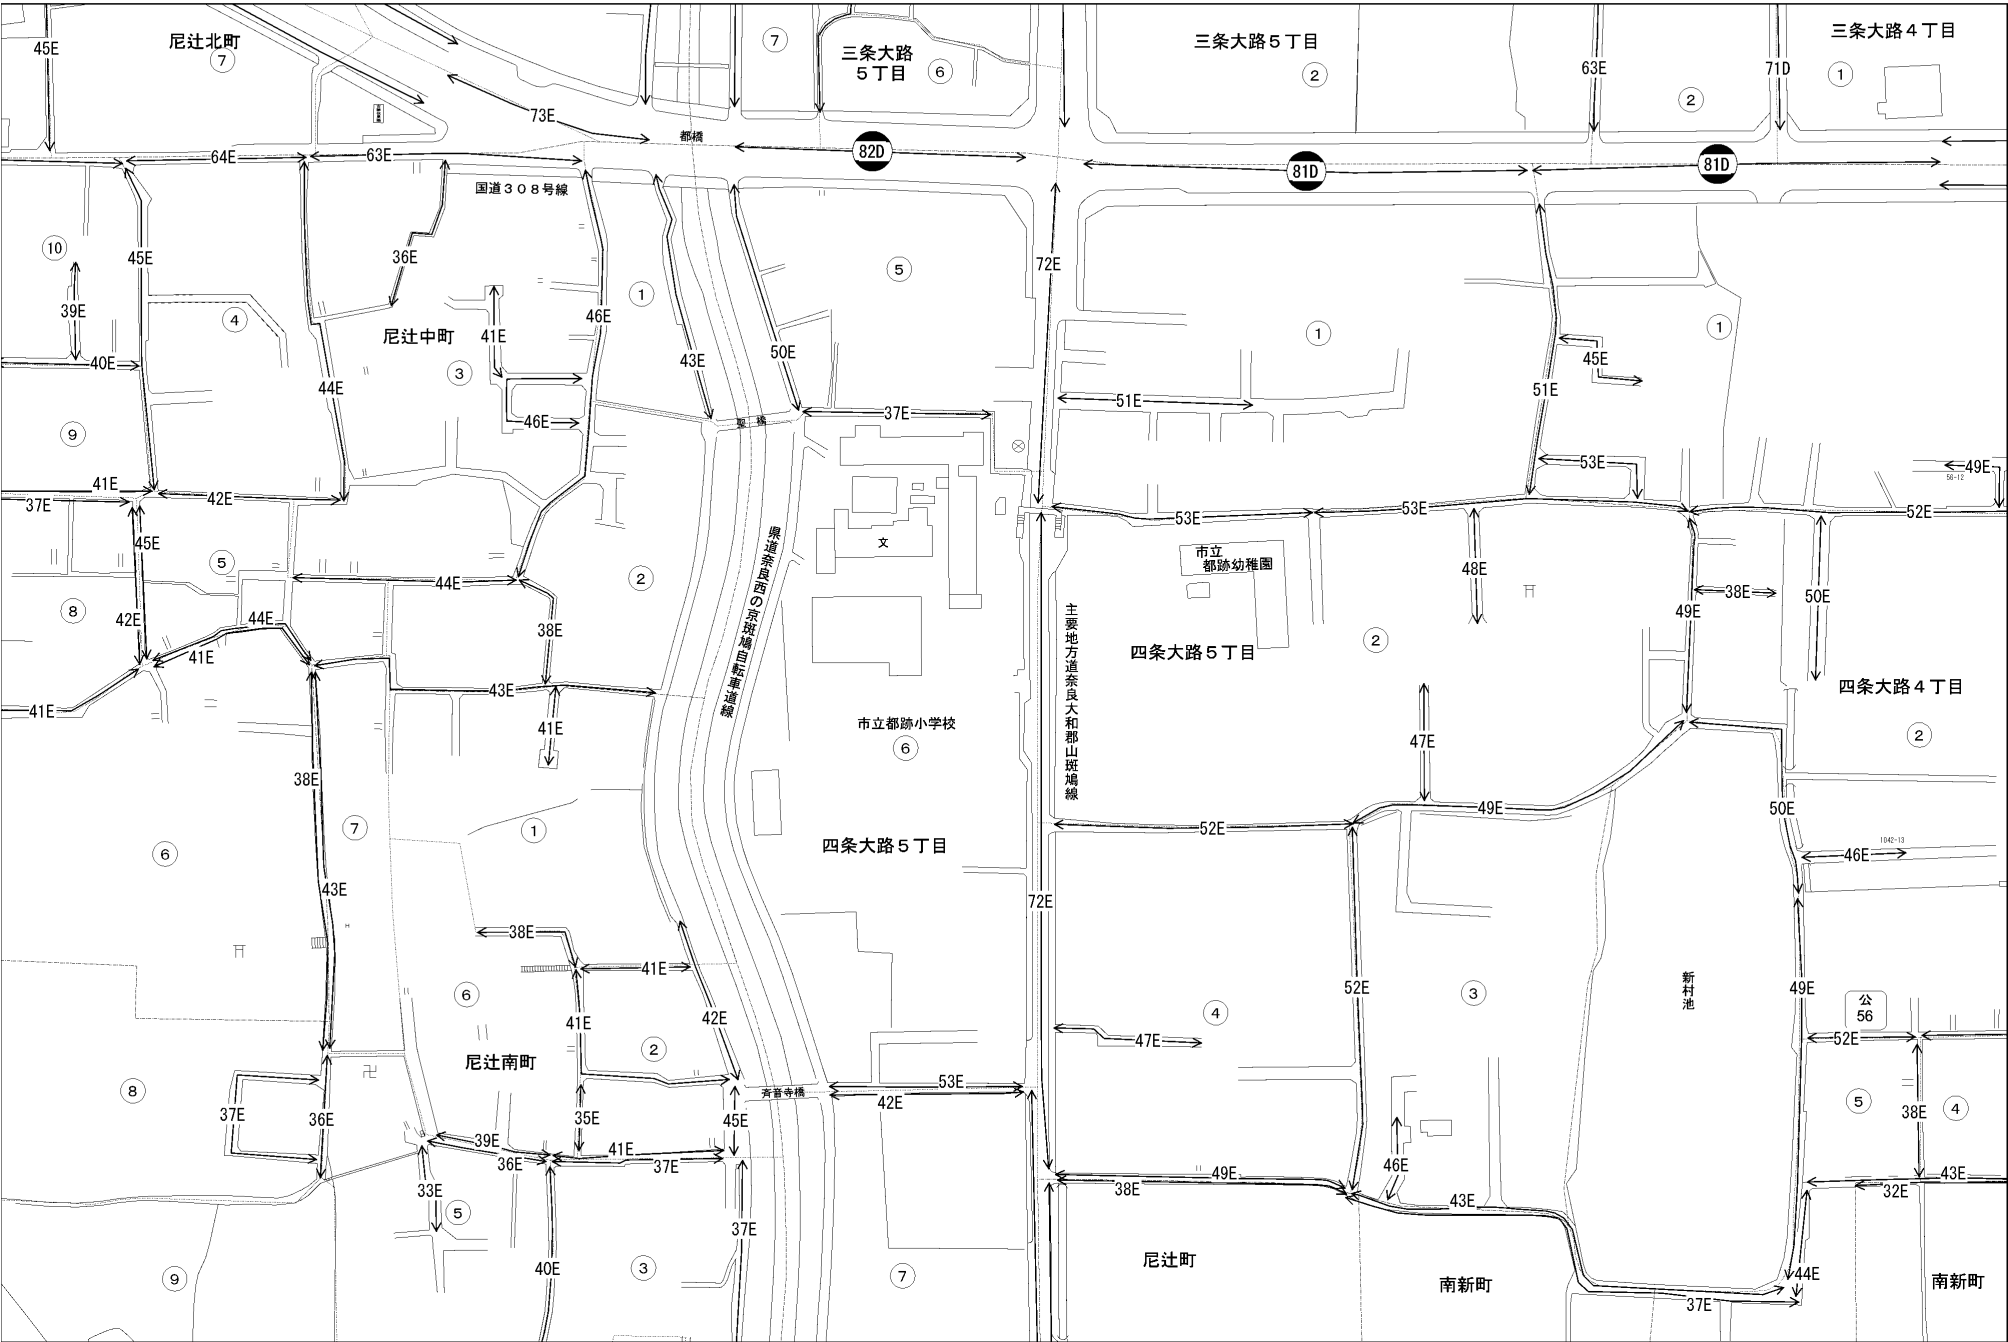 45E
尼辻北町
7
7
三条大路
5丁目
6
三条大路5丁目
2
63E
71D
2
三条大路4丁目
1
73E
都橋
82D
81D
81D
64E
63E
国道308号線
10
45E
36E
39E
4
尼辻中町
41E
46E
1
43E
50E
5
72E
1
1
45E
40E
44E
3
46E
聖橋
37E
51E
51E
9
41E
37E
42E
53E
49E
56-12
53E
53E
52E
45E
5
44E
2
県道奈良西の京斑鳩自転車道線
文
市立
都跡幼稚園
48E
38E
50E
49E
8
42E
44E
41E
38E
主要地方道奈良大和郡山斑鳩線
四条大路5丁目
2
四条大路4丁目
2
41E
43E
41E
市立都跡小学校
6
47E
38E
7
1
四条大路5丁目
52E
49E
50E
1042-13
46E
6
43E
72E
38E
41E
6
41E
42E
2
尼辻南町
52E
4
3
新村池
49E
公
56
47E
52E
8
卍
37E
36E
35E
斉音寺橋
45E
53E
42E
5
38E
4
39E
36E
41E
37E
33E
5
37E
49E
38E
46E
43E
43E
32E
9
40E
3
7
尼辻町
南新町
37E
44E
南新町